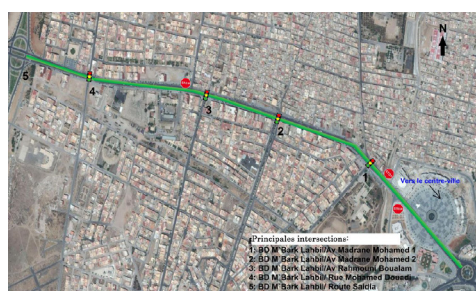 N
5
4
3
2
1
Vers le centre-ville
Principales intersections:
1: BD M'Bark Lahbil/Av Madrane Mohamed 1
2: BD M'Bark Lahbil/Av Madrane Mohamed 2
3: BD M'Bark Lahbil/Av Rahmouni Boualam
4: BD M'Bark Lahbil/ Rue Mohamed
5: BD M'Bark Lahbil/ Route Saidia